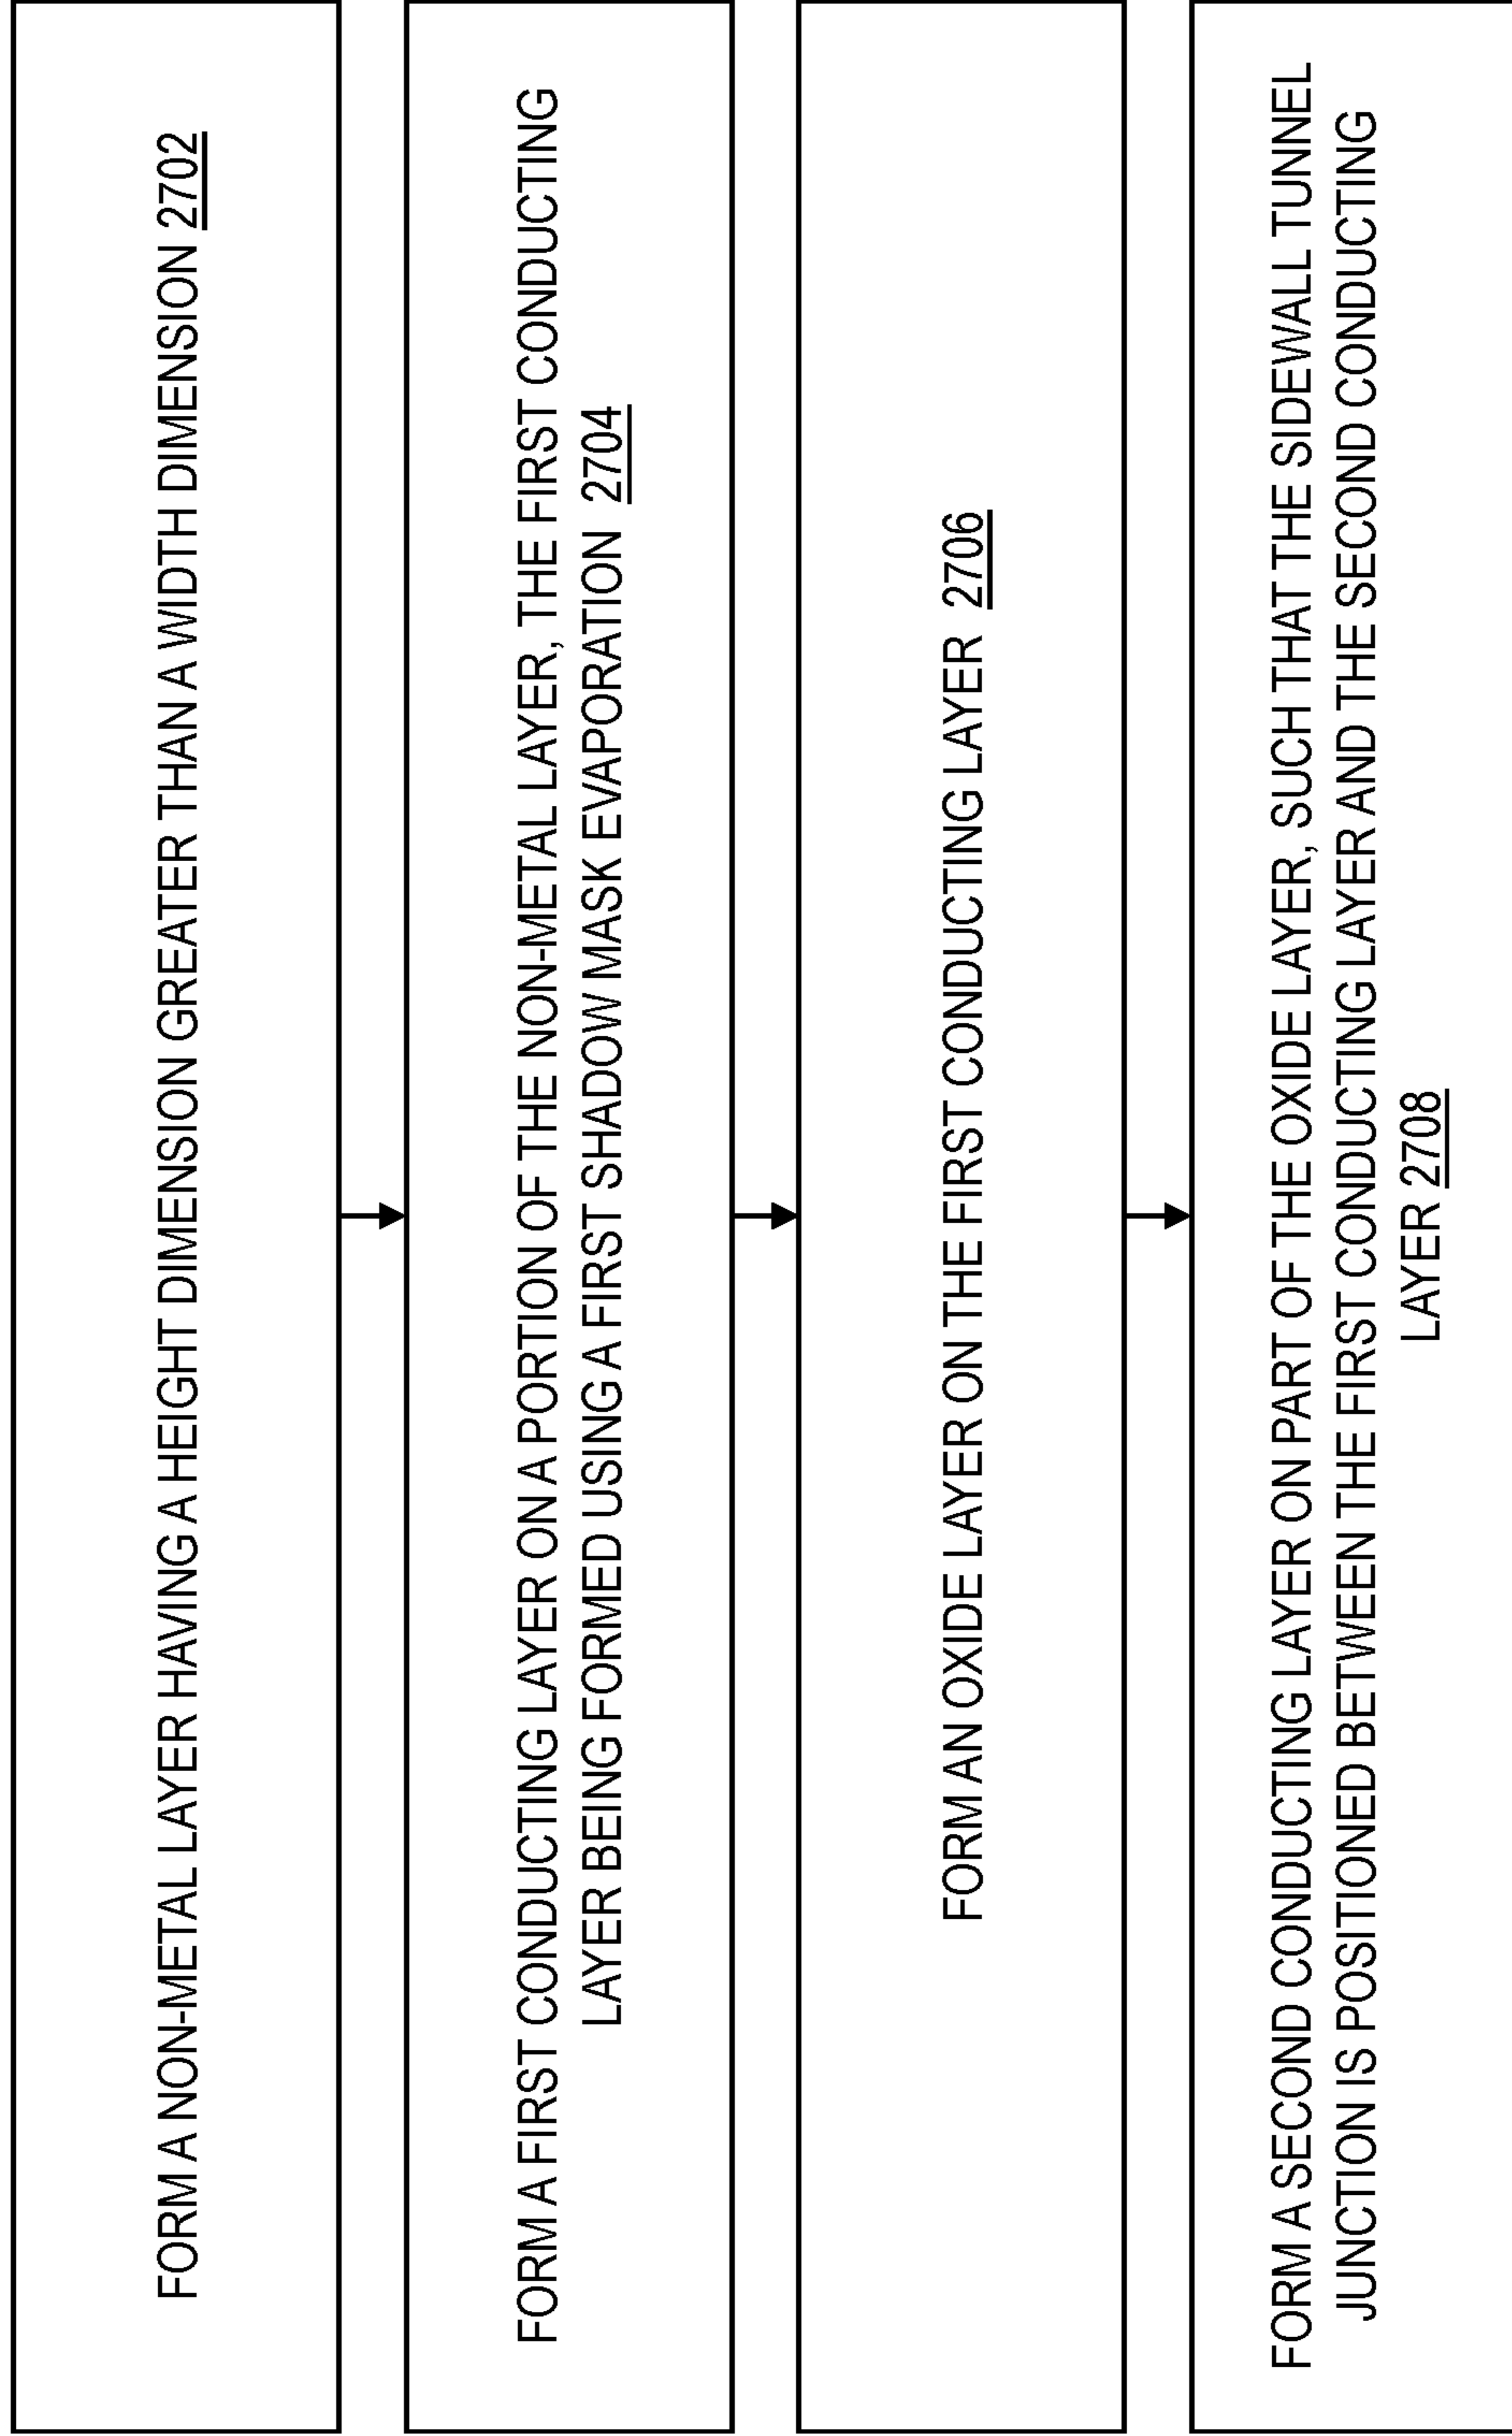 FORM A NON-METAL LAYER HAVING A HEIGHT DIMENSION GREATER THAN A WIDTH DIMENSION 2702
FORM A FIRST CONDUCTING LAYER ON A PORTION OF THE NON-METAL LAYER, THE FIRST CONDUCTING
LAYER BEING FORMED USING A FIRST SHADOW MASK EVAPORATION 2704
FORM AN OXIDE LAYER ON THE FIRST CONDUCTING LAYER 2706
FORM A SECOND CONDUCTING LAYER ON PART OF THE OXIDE LAYER, SUCH THAT THE SIDEWALL TUNNEL
JUNCTION IS POSITIONED BETWEEN THE FIRST CONDUCTING LAYER AND THE SECOND CONDUCTING
LAYER 2708